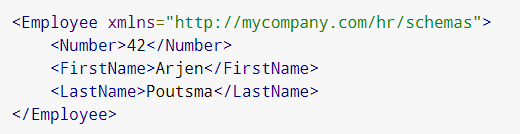 <Employee xmlns="http://mycompany.com/hr/schemas">
    <Number>42</Number>
    <FirstName>Arjen</FirstName>
    <LastName>Poutsma</LastName>
</Employee>